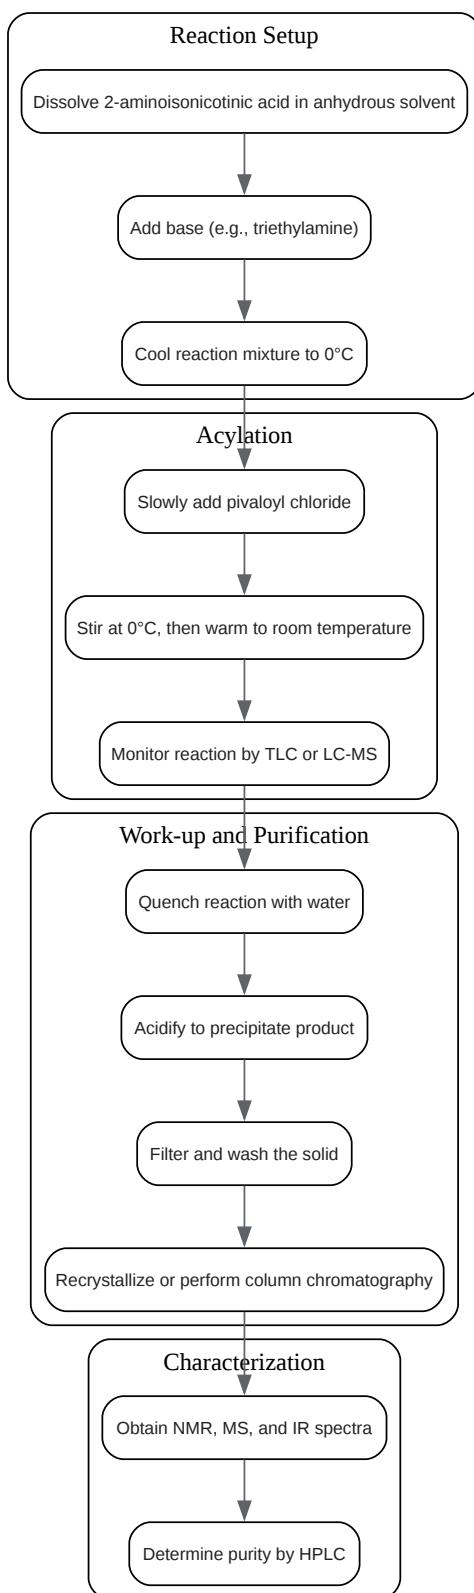 Reaction Setup
Dissolve 2-aminoisonicotinic acid in anhydrous solvent
Add base (e.g., triethylamine)
Cool reaction mixture to 0°C
Acylation
Slowly add pivaloyl chloride
Stir at 0°C, then warm to room temperature
Monitor reaction by TLC or LC-MS
Work-up and Purification
Quench reaction with water
Acidify to precipitate product
Filter and wash the solid
Recrystallize or perform column chromatography
Characterization
Obtain NMR, MS, and IR spectra
Determine purity by HPLC